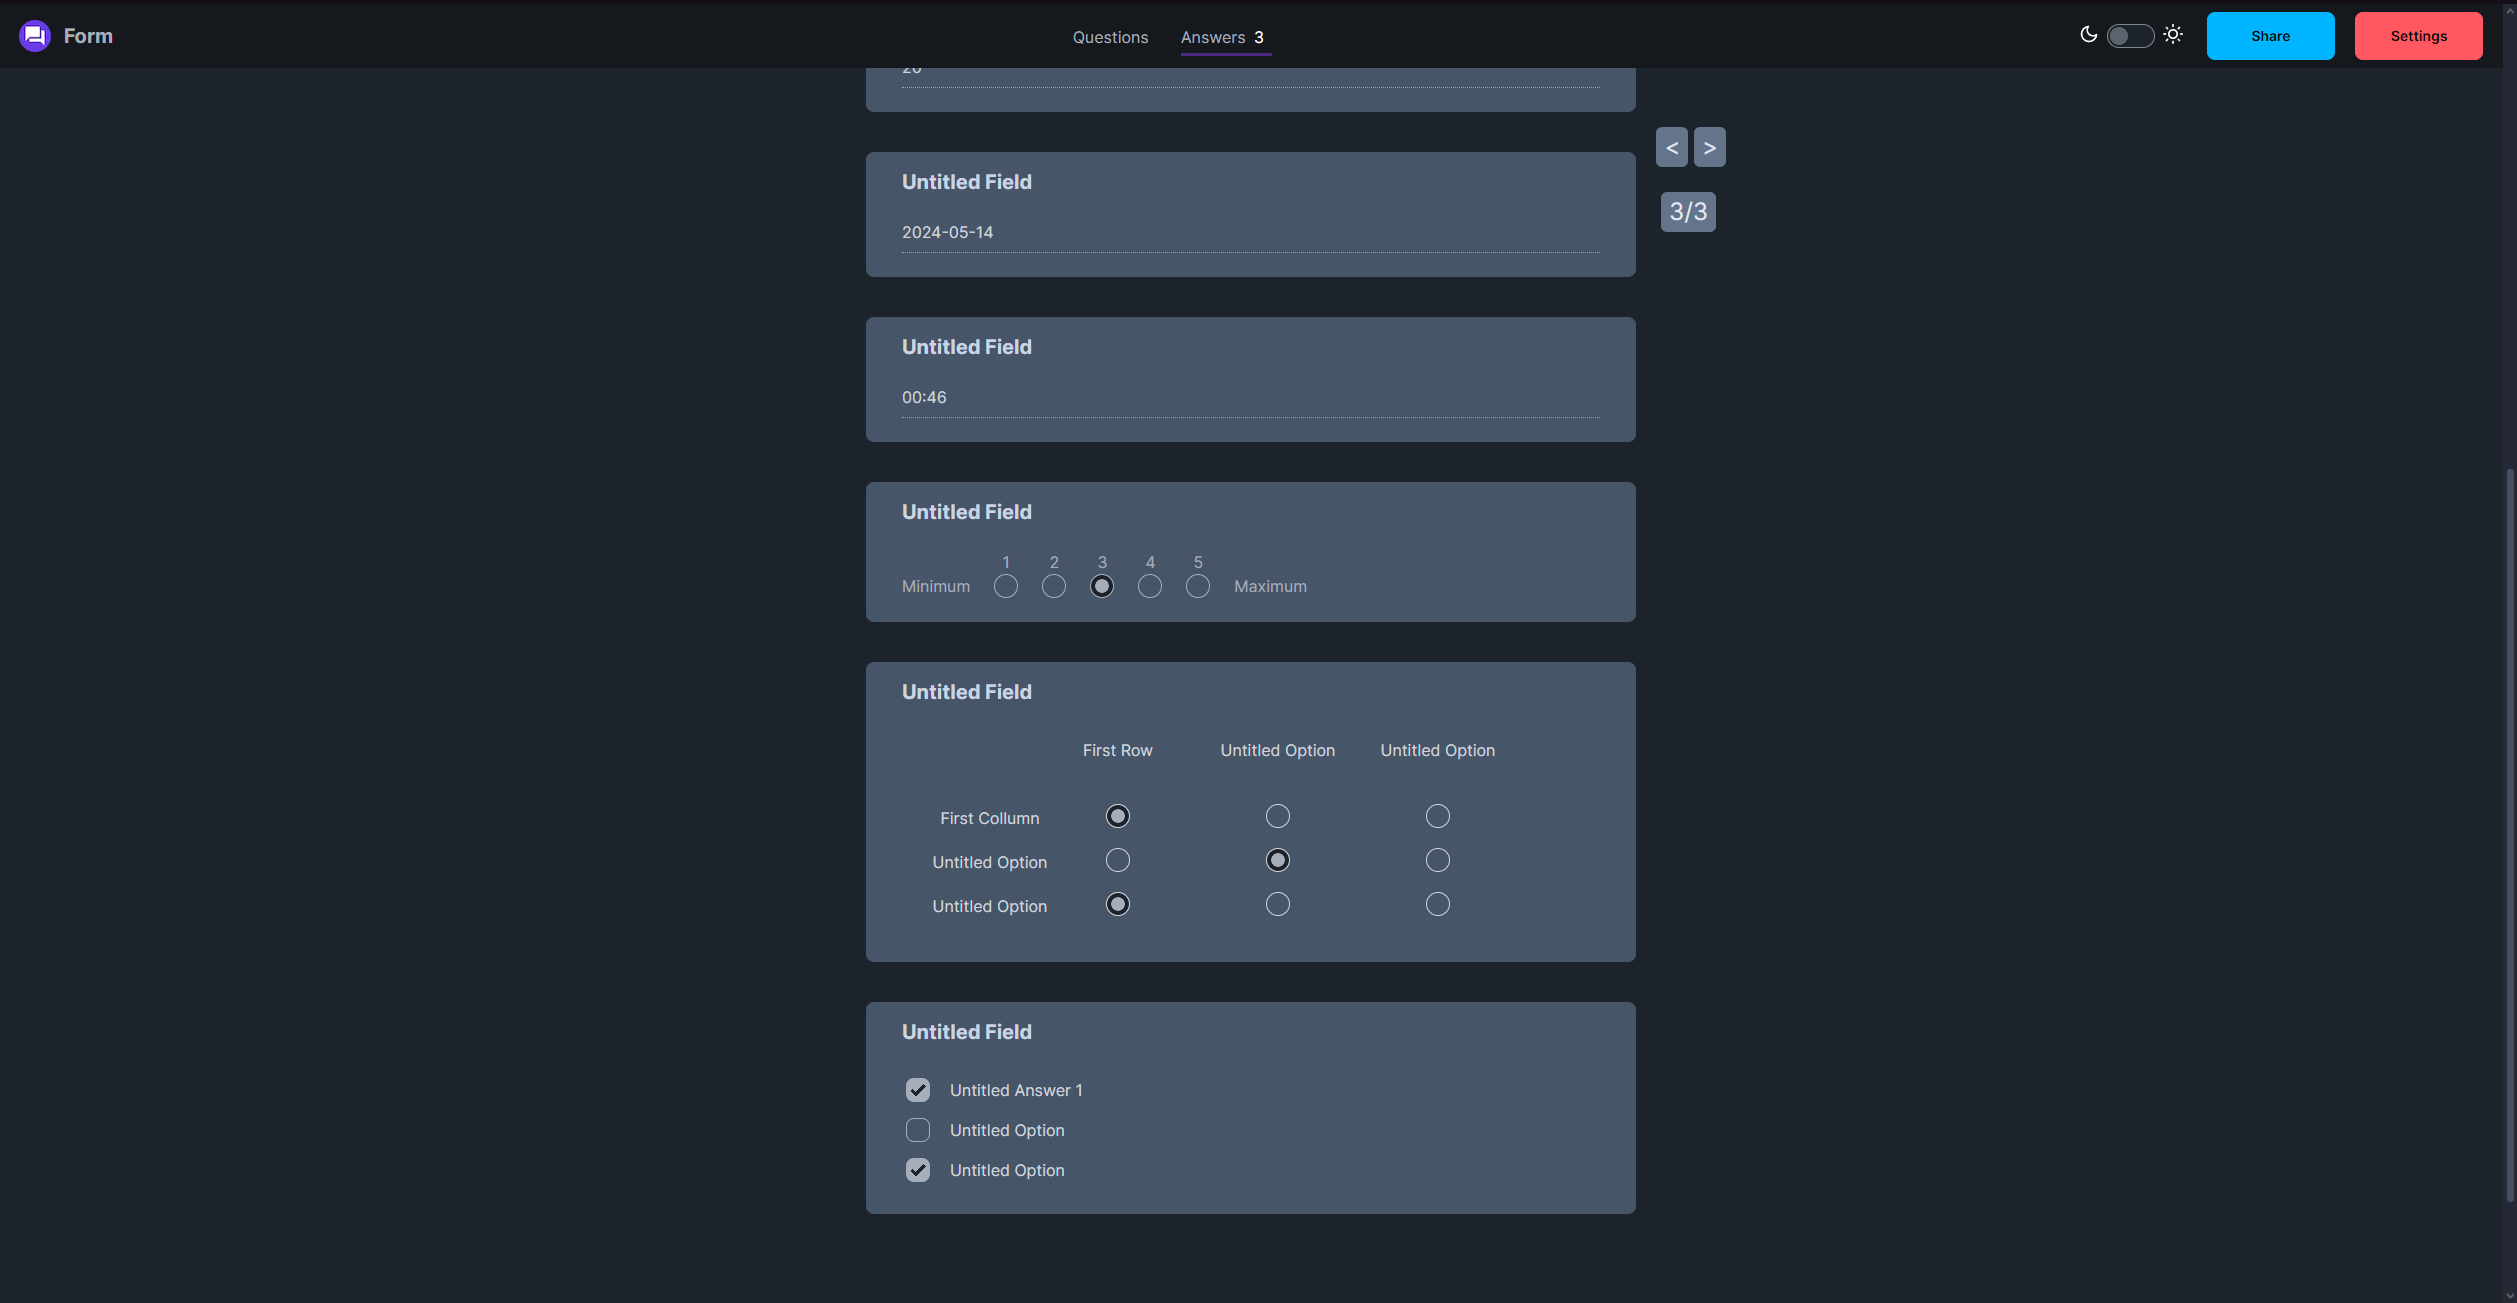 Form
Questions Answers 3
Share Settings
< >
3/3
Untitled Field
2024-05-14
Untitled Field
00:46
Untitled Field
1 2 3 4 5
Minimum Maximum
Untitled Field
First Row Untitled Option Untitled Option
First Collumn
Untitled Option
Untitled Option
Untitled Field
Untitled Answer 1
Untitled Option
Untitled Option